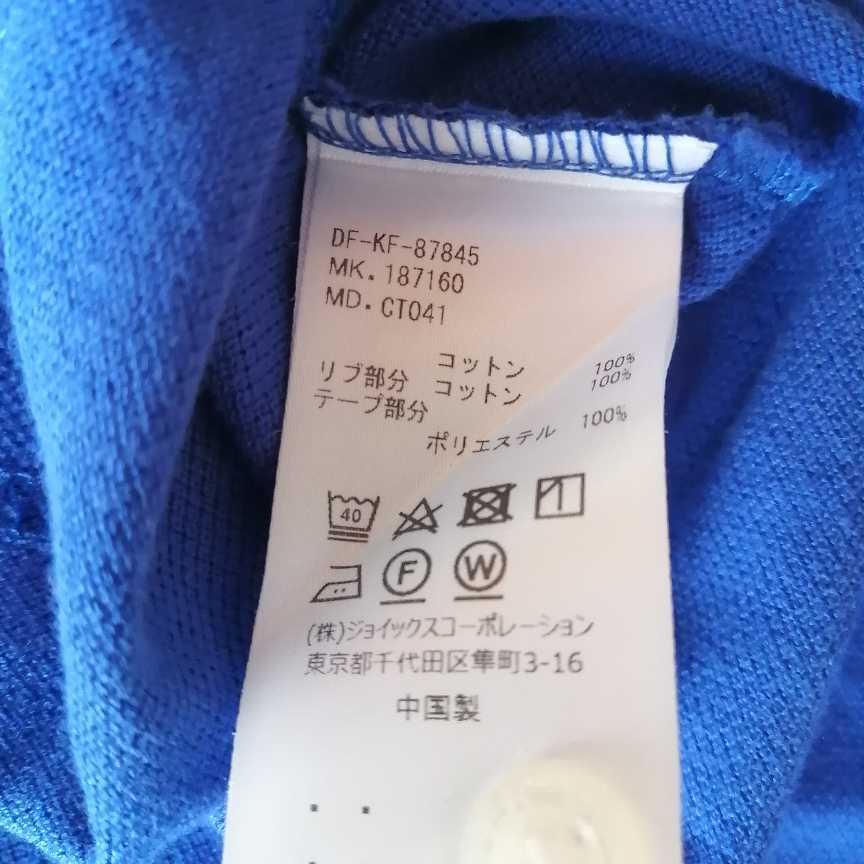 DF-KF-87845
MK. 187160
MD. CT041
コットン 100%
リブ部分 コットン 100%
テープ部分
ポリエステル 100%
40
F W
(株)ジョイックスコーポレーション
東京都千代田区隼町3-16
中国製